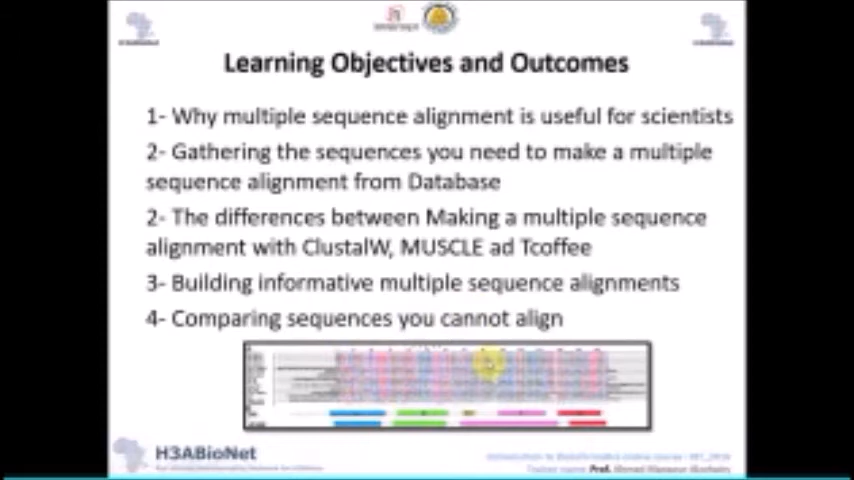 H3ABioNet
H3ABioNet
Learning Objectives and Outcomes
1- Why multiple sequence alignment is useful for scientists
2- Gathering the sequences you need to make a multiple
sequence alignment from Database
2- The differences between Making a multiple sequence
alignment with ClustalW, MUSCLE ad Tcoffee
3- Building informative multiple sequence alignments
4- Comparing sequences you cannot align
H3ABioNet